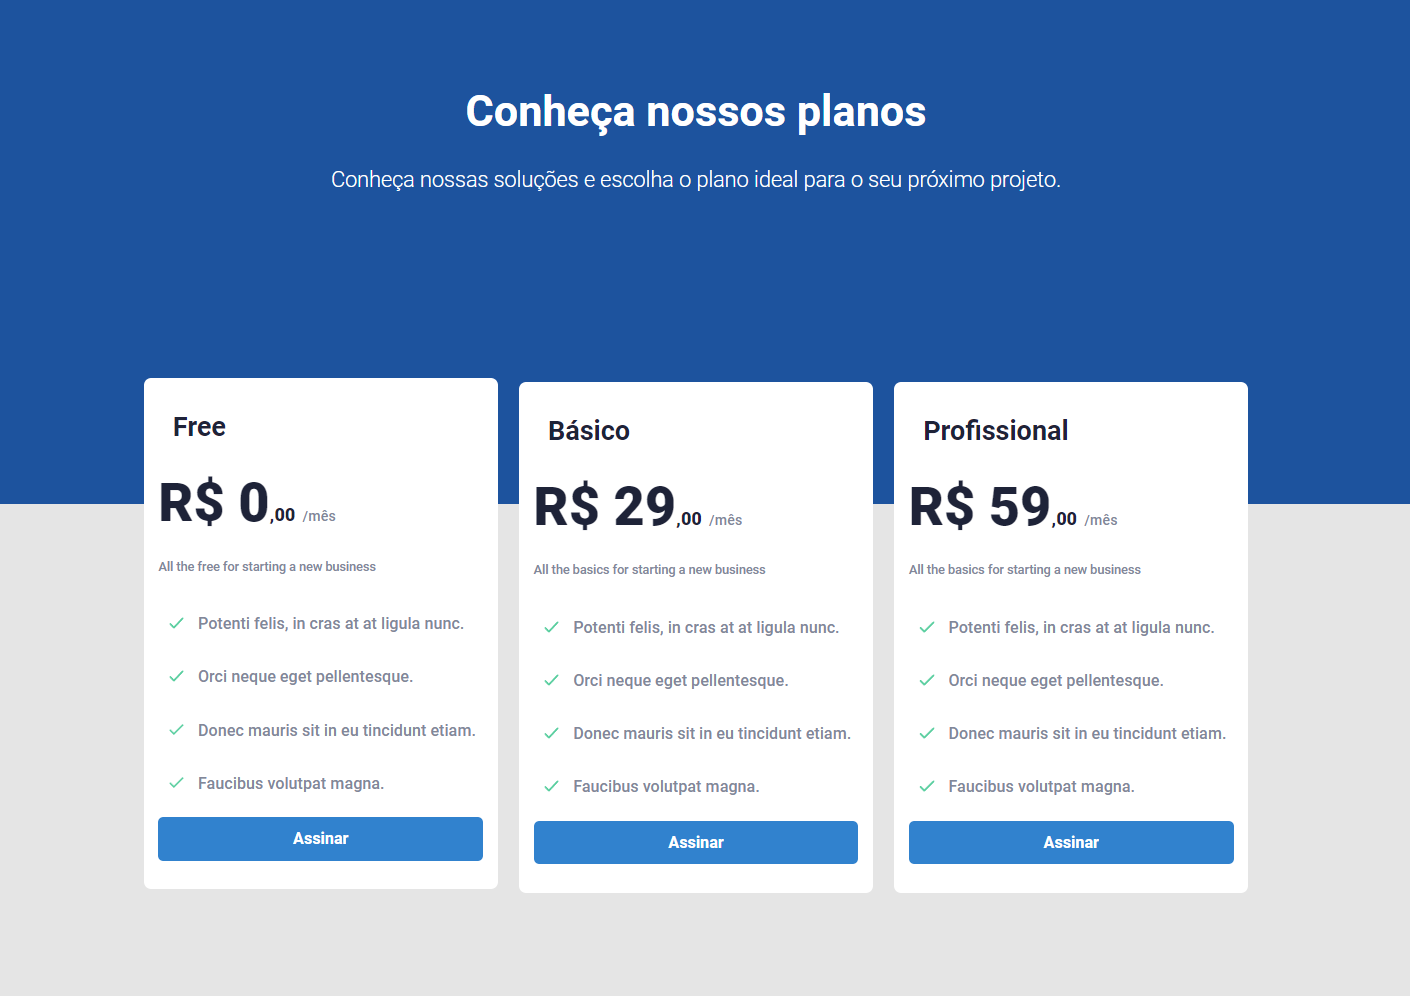 Conheça nossos planos
Conheça nossas soluções e escolha o plano ideal para o seu próximo projeto.
Free
R$ 0,00 /mês
All the free for starting a new business
Potenti felis, in cras at at ligula nunc.
Orci neque eget pellentesque.
Donec mauris sit in eu tincidunt etiam.
Faucibus volutpat magna.
Assinar
Básico
R$ 29,00 /mês
All the basics for starting a new business
Potenti felis, in cras at at ligula nunc.
Orci neque eget pellentesque.
Donec mauris sit in eu tincidunt etiam.
Faucibus volutpat magna.
Assinar
Profissional
R$ 59,00 /mês
All the basics for starting a new business
Potenti felis, in cras at at ligula nunc.
Orci neque eget pellentesque.
Donec mauris sit in eu tincidunt etiam.
Faucibus volutpat magna.
Assinar